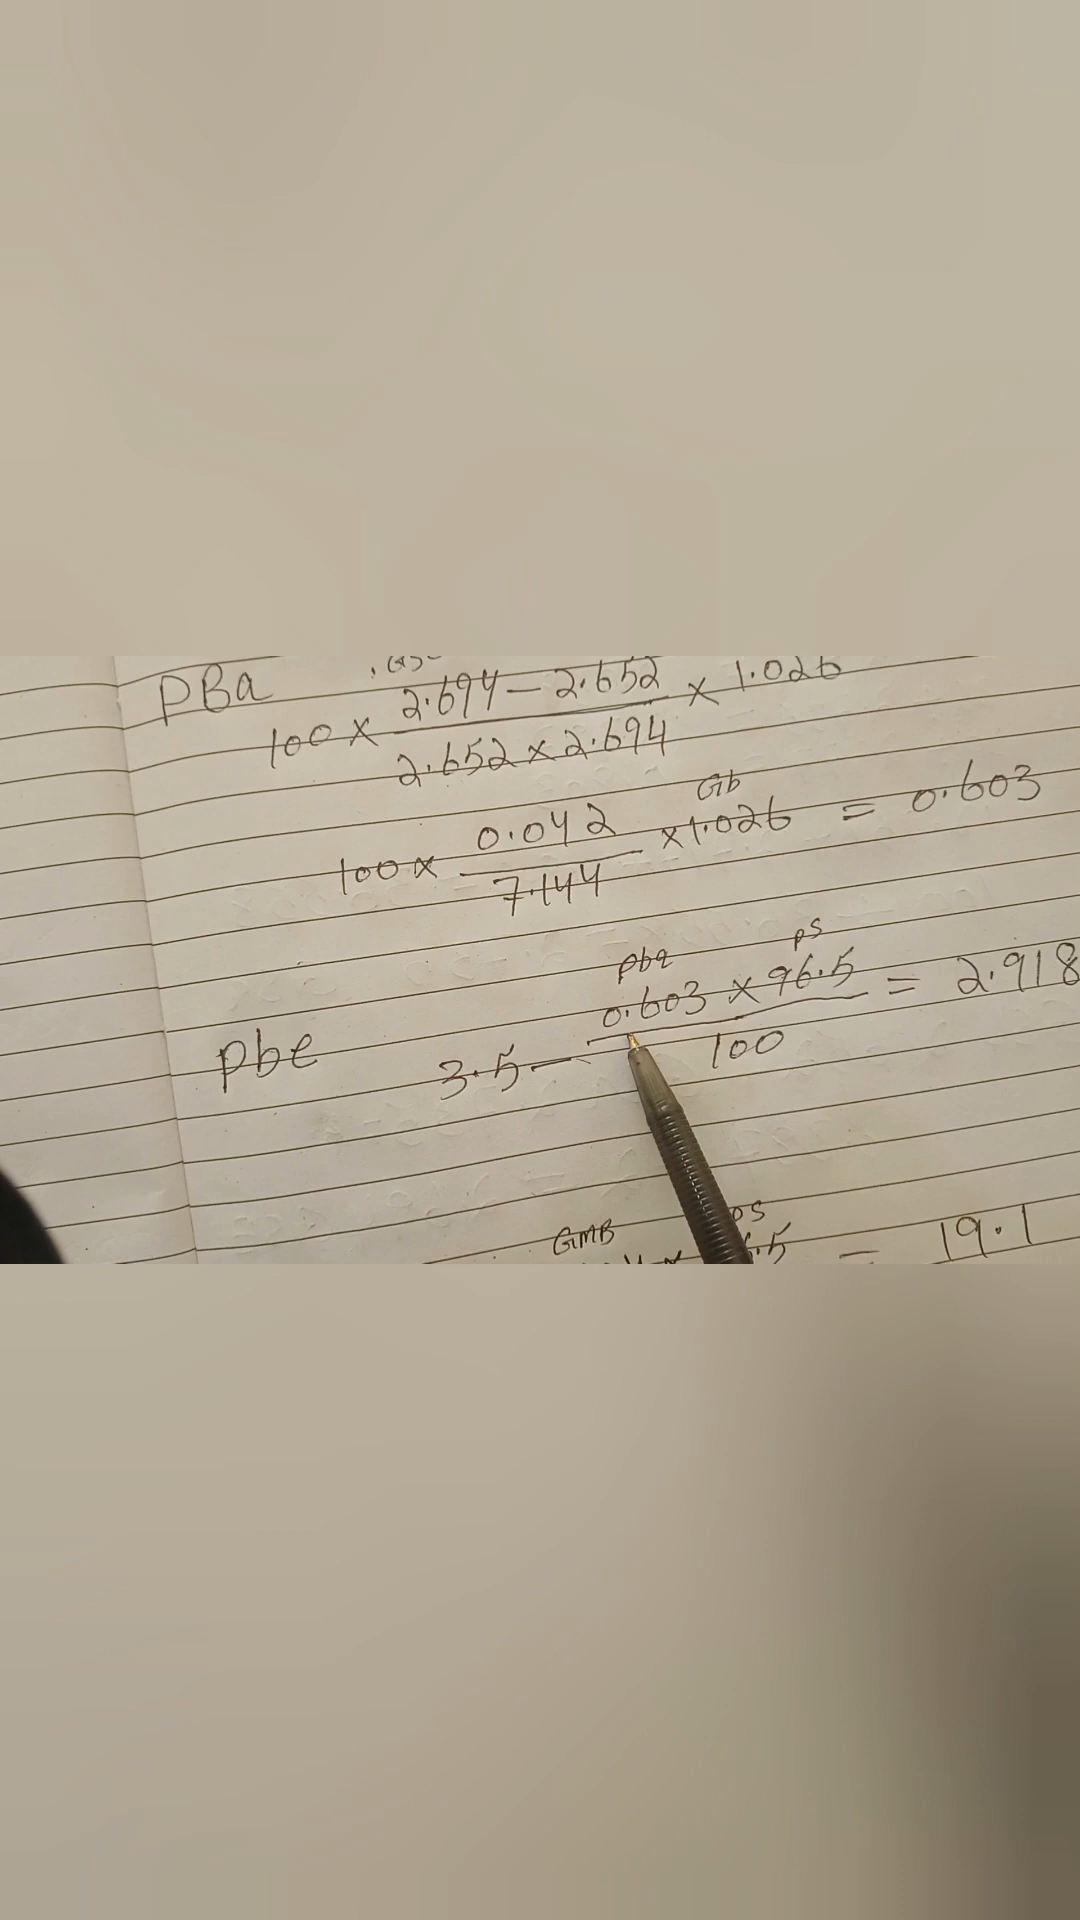 PBa
100 × 2.694 – 2.652 / 2.652 × 2.694 × 1.026
Gb
100 × 0.042 / 7.144 × 1.026 = 0.603
pba ps
pbe 3.5 – 0.603 × 96.5 / 100 = 2.918
GMB
= 19.1